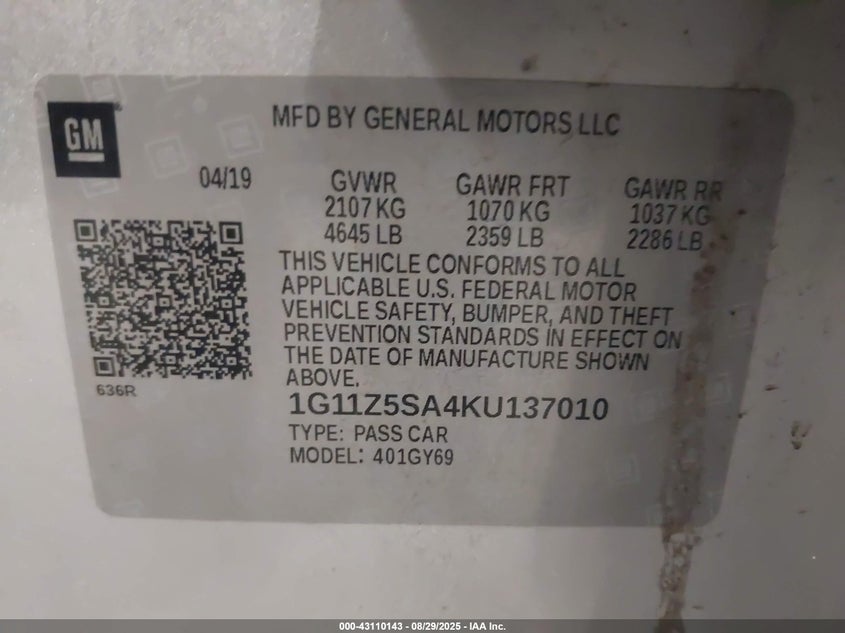 GM
MFD BY GENERAL MOTORS LLC
04/19
GVWR GAWR FRT GAWR RR
2107 KG 1070 KG 1037 KG
4645 LB 2359 LB 2286 LB
THIS VEHICLE CONFORMS TO ALL
APPLICABLE U.S. FEDERAL MOTOR
VEHICLE SAFETY, BUMPER, AND THEFT
PREVENTION STANDARDS IN EFFECT ON
THE DATE OF MANUFACTURE SHOWN
ABOVE.
636R
1G11Z5SA4KU137010
TYPE: PASS CAR
MODEL: 401GY69
000-43110143 - 08/29/2025 - IAA Inc.